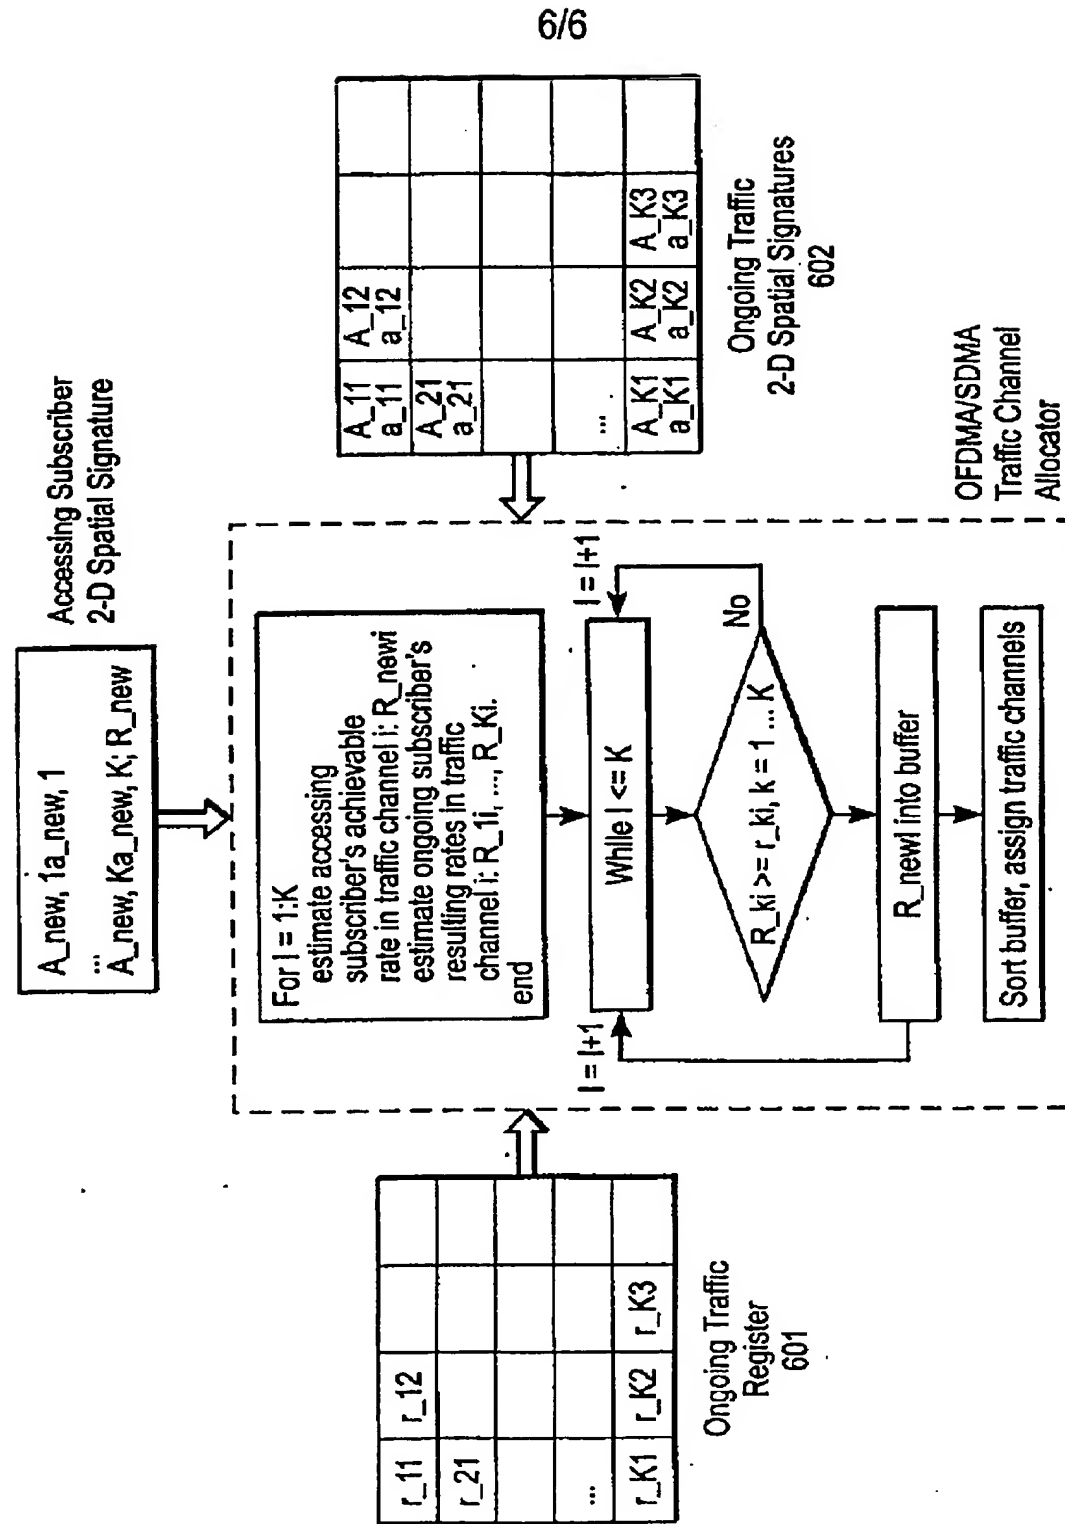 6/6
Accessing Subscriber
2-D Spatial Signature
A_new, 1a_new, 1
...
A_new, Ka_new, K; R_new
r_11 r_12
r_21
...
r_K1 r_K2 r_K3
Ongoing Traffic
Register
601
For I = 1:K
estimate accessing
subscriber's achievable
rate in traffic channel i: R_newi
estimate ongoing subscriber's
resulting rates in traffic
channel i: R_1i, ..., R_Ki.
end
I = I+1
While I <= K
I = I+1
R_ki >= r_ki, k = 1 ... K
No
R_newI into buffer
Sort buffer, assign traffic channels
OFDMA/SDMA
Traffic Channel
Allocator
A_11 A_12
a_11 a_12
A_21
a_21
...
A_K1 A_K2 A_K3
a_K1 a_K2 a_K3
Ongoing Traffic
2-D Spatial Signatures
602